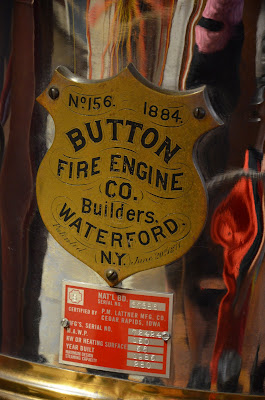 No 156. 1884.
BUTTON
FIRE ENGINE
CO.
Builders.
WATERFORD.
N.Y.
NAT'L BD
SERIAL NO.
CERTIFIED BY P.M. LATTNER MFG. CO.
CEDAR RAPIDS, IOWA
MFG'S. SERIAL NO.
M.A.W.P.
SQ OR HEATING SURFACE
YEAR BUILT